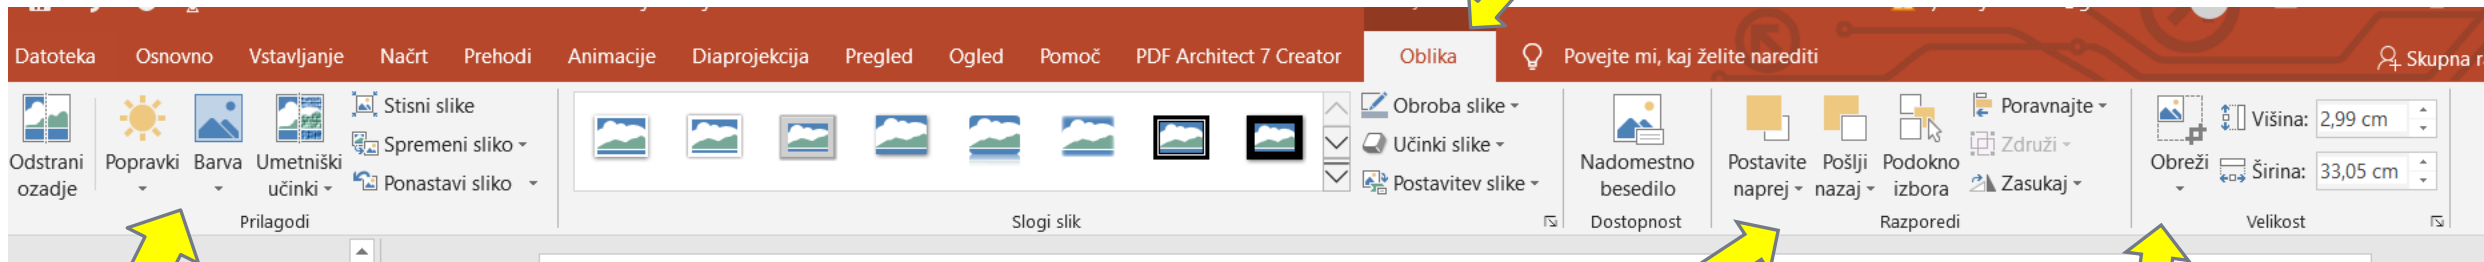 Datoteka Osnovno Vstavljanje Načrt Prehodi Animacije Diaprojekcija Pregled Ogled Pomoč PDF Architect 7 Creator Oblika Povejte mi, kaj želite narediti Skupna
Odstrani ozadje
Popravki
Barva
Umetniški učinki
Stisni slike
Spremeni sliko
Ponastavi sliko
Prilagodi
Slogi slik
Obroba slike
Učinki slike
Postavitev slike
Nadomestno besedilo
Dostopnost
Postavite naprej
Pošlji nazaj
Podokno izbora
Poravnajte
Združi
Zasukaj
Razporedi
Obreži
Višina: 2,99 cm
Širina: 33,05 cm
Velikost